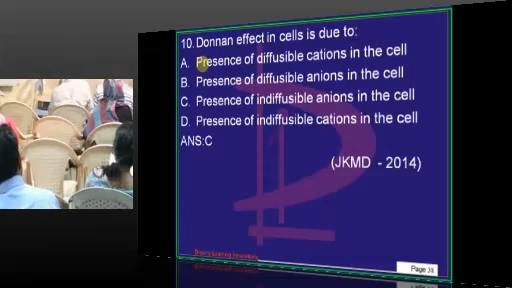 10. Donnan effect in cells is due to:
A. Presence of diffusible cations in the cell
B. Presence of diffusible anions in the cell
C. Presence of indiffusible anions in the cell
D. Presence of indiffusible cations in the cell
ANS:C
(JKMD - 2014)
Page 31